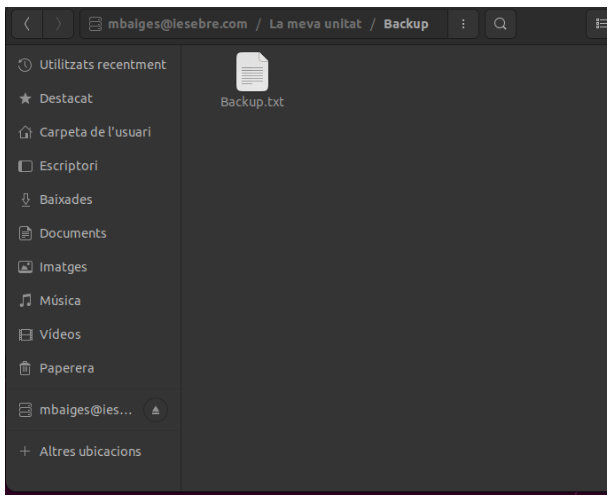 mbaiges@iesebre.com / La meva unitat / Backup
Utilitzats recentment
Destacat
Carpeta de l'usuari
Escriptori
Baixades
Documents
Imatges
Música
Vídeos
Paperera
mbaiges@ies...
+ Altres ubicacions
Backup.txt